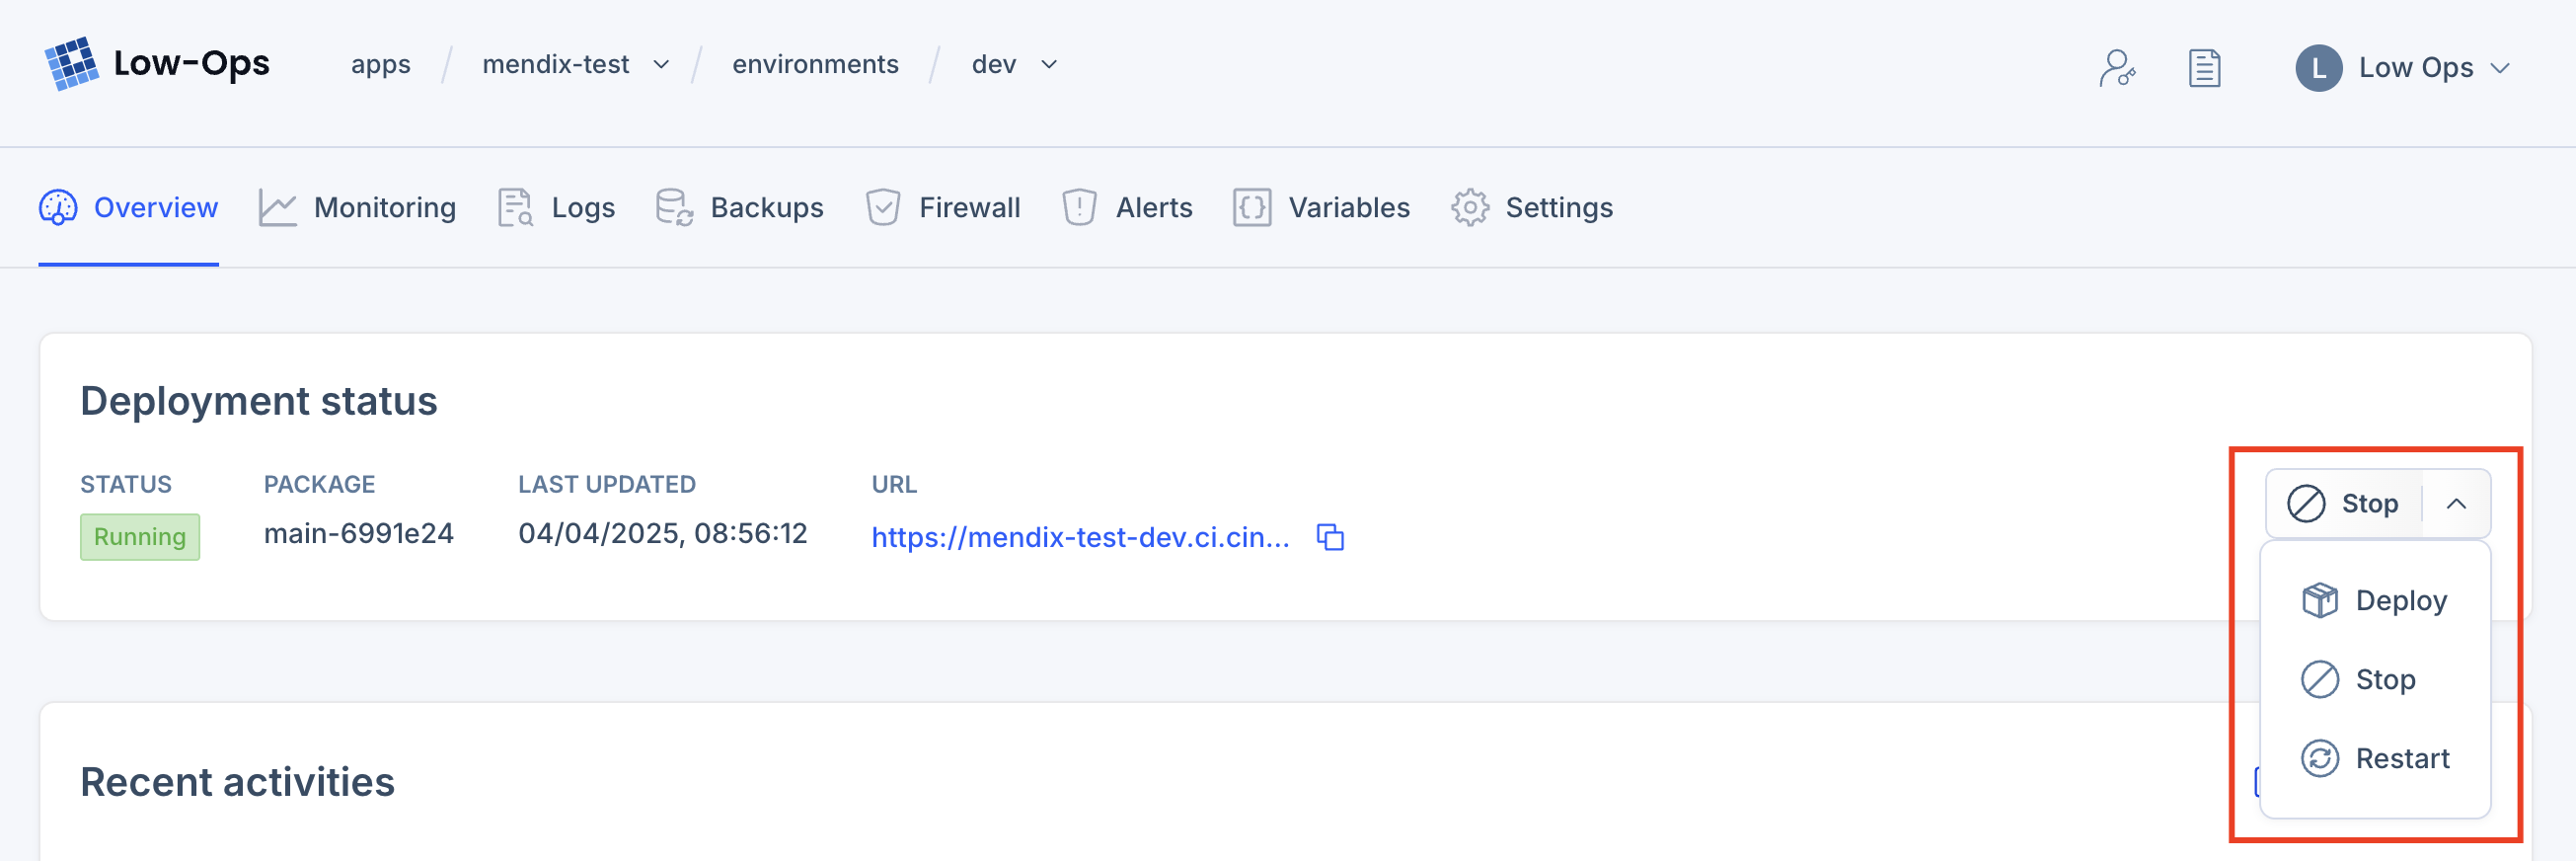 Low-Ops apps / mendix-test / environments / dev L Low Ops
Overview Monitoring Logs Backups Firewall Alerts Variables Settings
Deployment status
STATUS PACKAGE LAST UPDATED URL
Running main-6991e24 04/04/2025, 08:56:12 https://mendix-test-dev.ci.cin...
Stop
Deploy
Stop
Restart
Recent activities